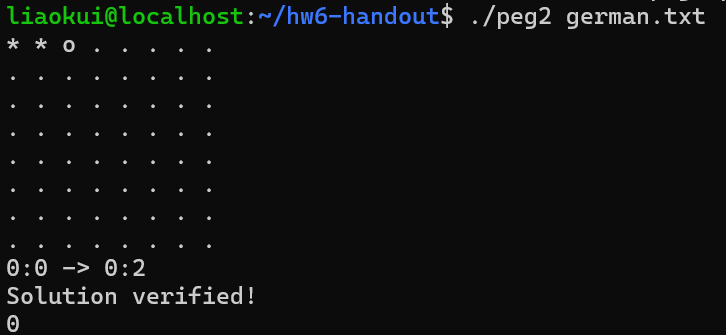 liaokui@localhost:~/hw6-handout$ ./peg2 german.txt
* * o . . . . .
. . . . . . . .
. . . . . . . .
. . . . . . . .
. . . . . . . .
. . . . . . . .
. . . . . . . .
. . . . . . . .
0:0 -> 0:2
Solution verified!
0